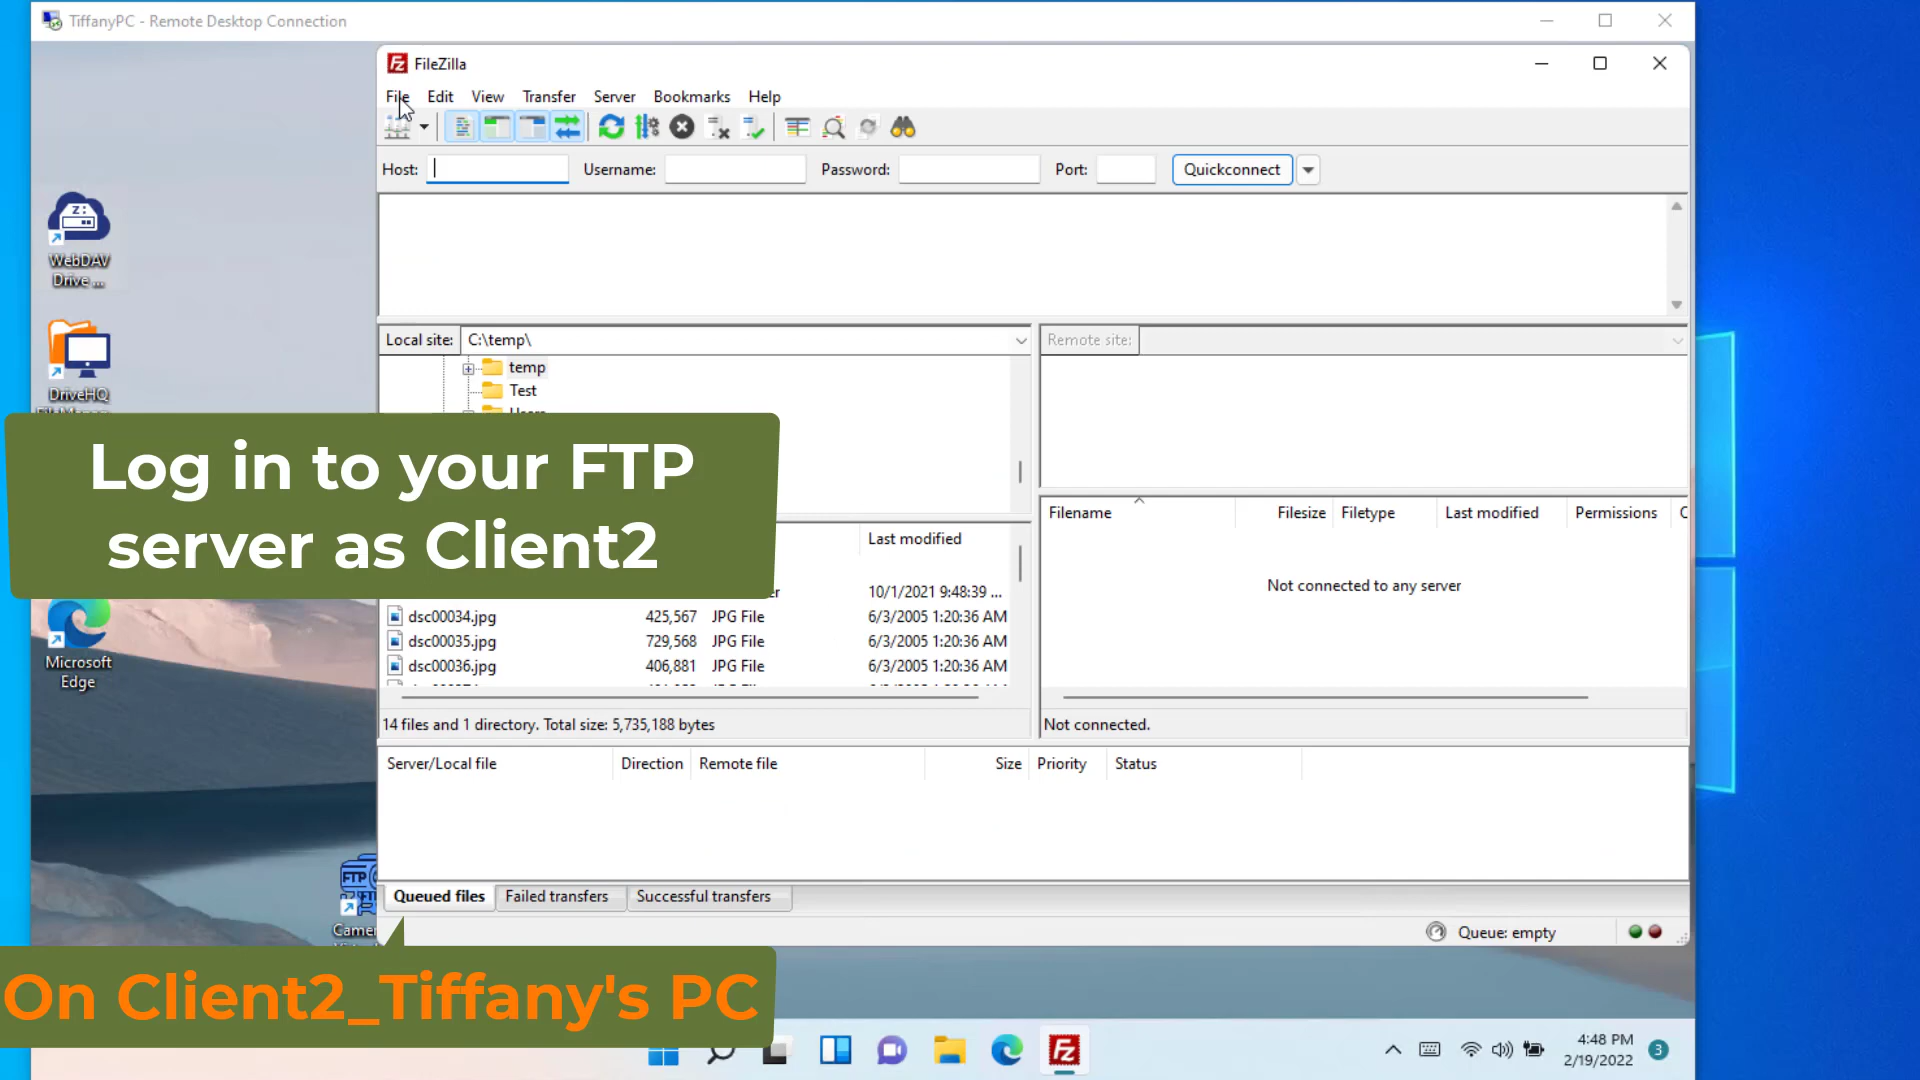 TiffanyPC - Remote Desktop Connection
FileZilla
File Edit View Transfer Server Bookmarks Help
Host: Username: Password: Port: Quickconnect
Z:
WebDAV
Drive ...
Local site: C:\temp\
Remote site:
temp
Test
Users
DriveHQ
Log in to your FTP
server as Client2
Filename Filesize Filetype Last modified Permissions
Last modified
Not connected to any server
10/1/2021 9:48:39 ...
dsc00034.jpg 425,567 JPG File 6/3/2005 1:20:36 AM
dsc00035.jpg 729,568 JPG File 6/3/2005 1:20:36 AM
dsc00036.jpg 406,881 JPG File 6/3/2005 1:20:36 AM
Microsoft
Edge
14 files and 1 directory. Total size: 5,735,188 bytes
Not connected.
Server/Local file Direction Remote file Size Priority Status
FTP
Queued files Failed transfers Successful transfers
Queue: empty
On Client2_Tiffany's PC
4:48 PM
2/19/2022
3